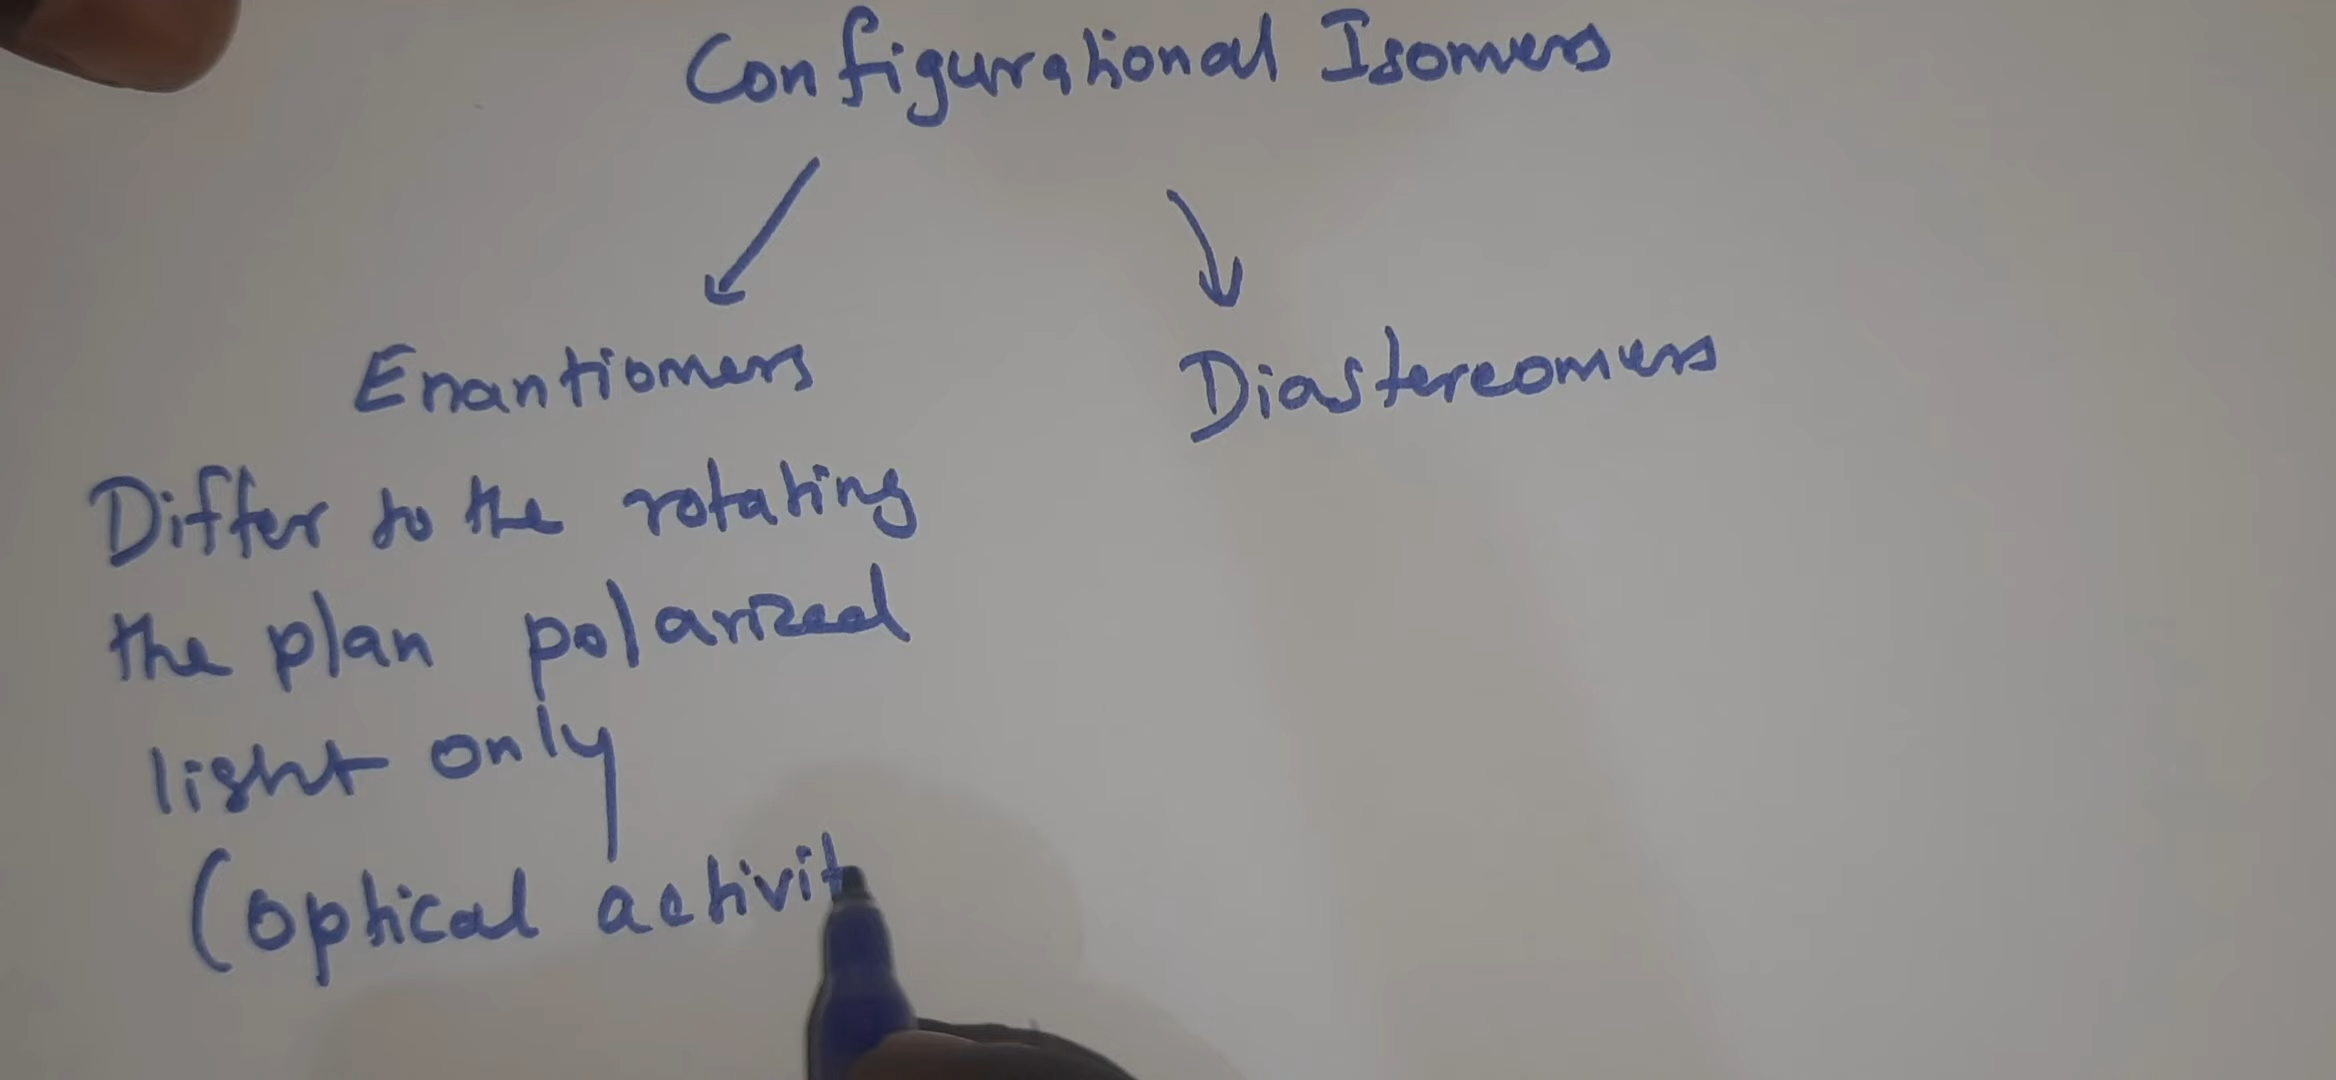 Configurational Isomers
Enantiomers
Diastereomers
Differ to the rotating
the plan polarized
light only
(optical activit